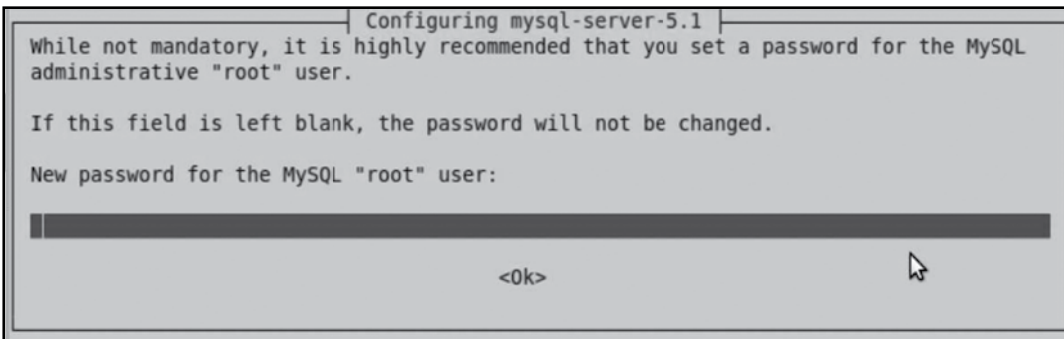 Configuring mysql-server-5.1
While not mandatory, it is highly recommended that you set a password for the MySQL
administrative "root" user.
If this field is left blank, the password will not be changed.
New password for the MySQL "root" user:
<Ok>